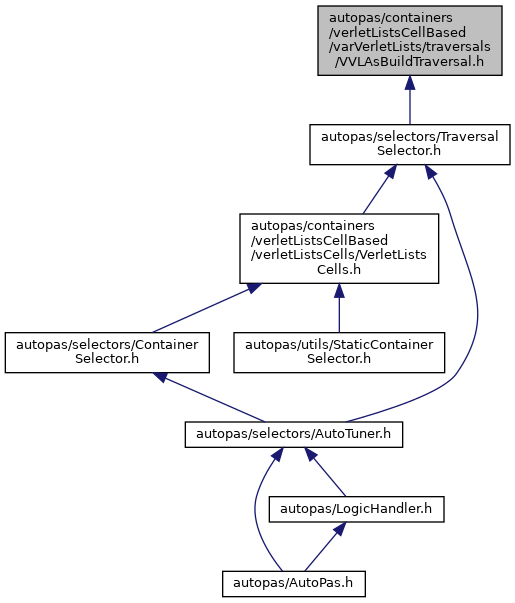 autopas/containers
/verletListsCellBased
/varVerletLists/traversals
/VVLAsBuildTraversal.h
autopas/selectors/Traversal
Selector.h
autopas/containers
/verletListsCellBased
/verletListsCells/VerletLists
Cells.h
autopas/selectors/Container
Selector.h
autopas/utils/StaticContainer
Selector.h
autopas/selectors/AutoTuner.h
autopas/LogicHandler.h
autopas/AutoPas.h